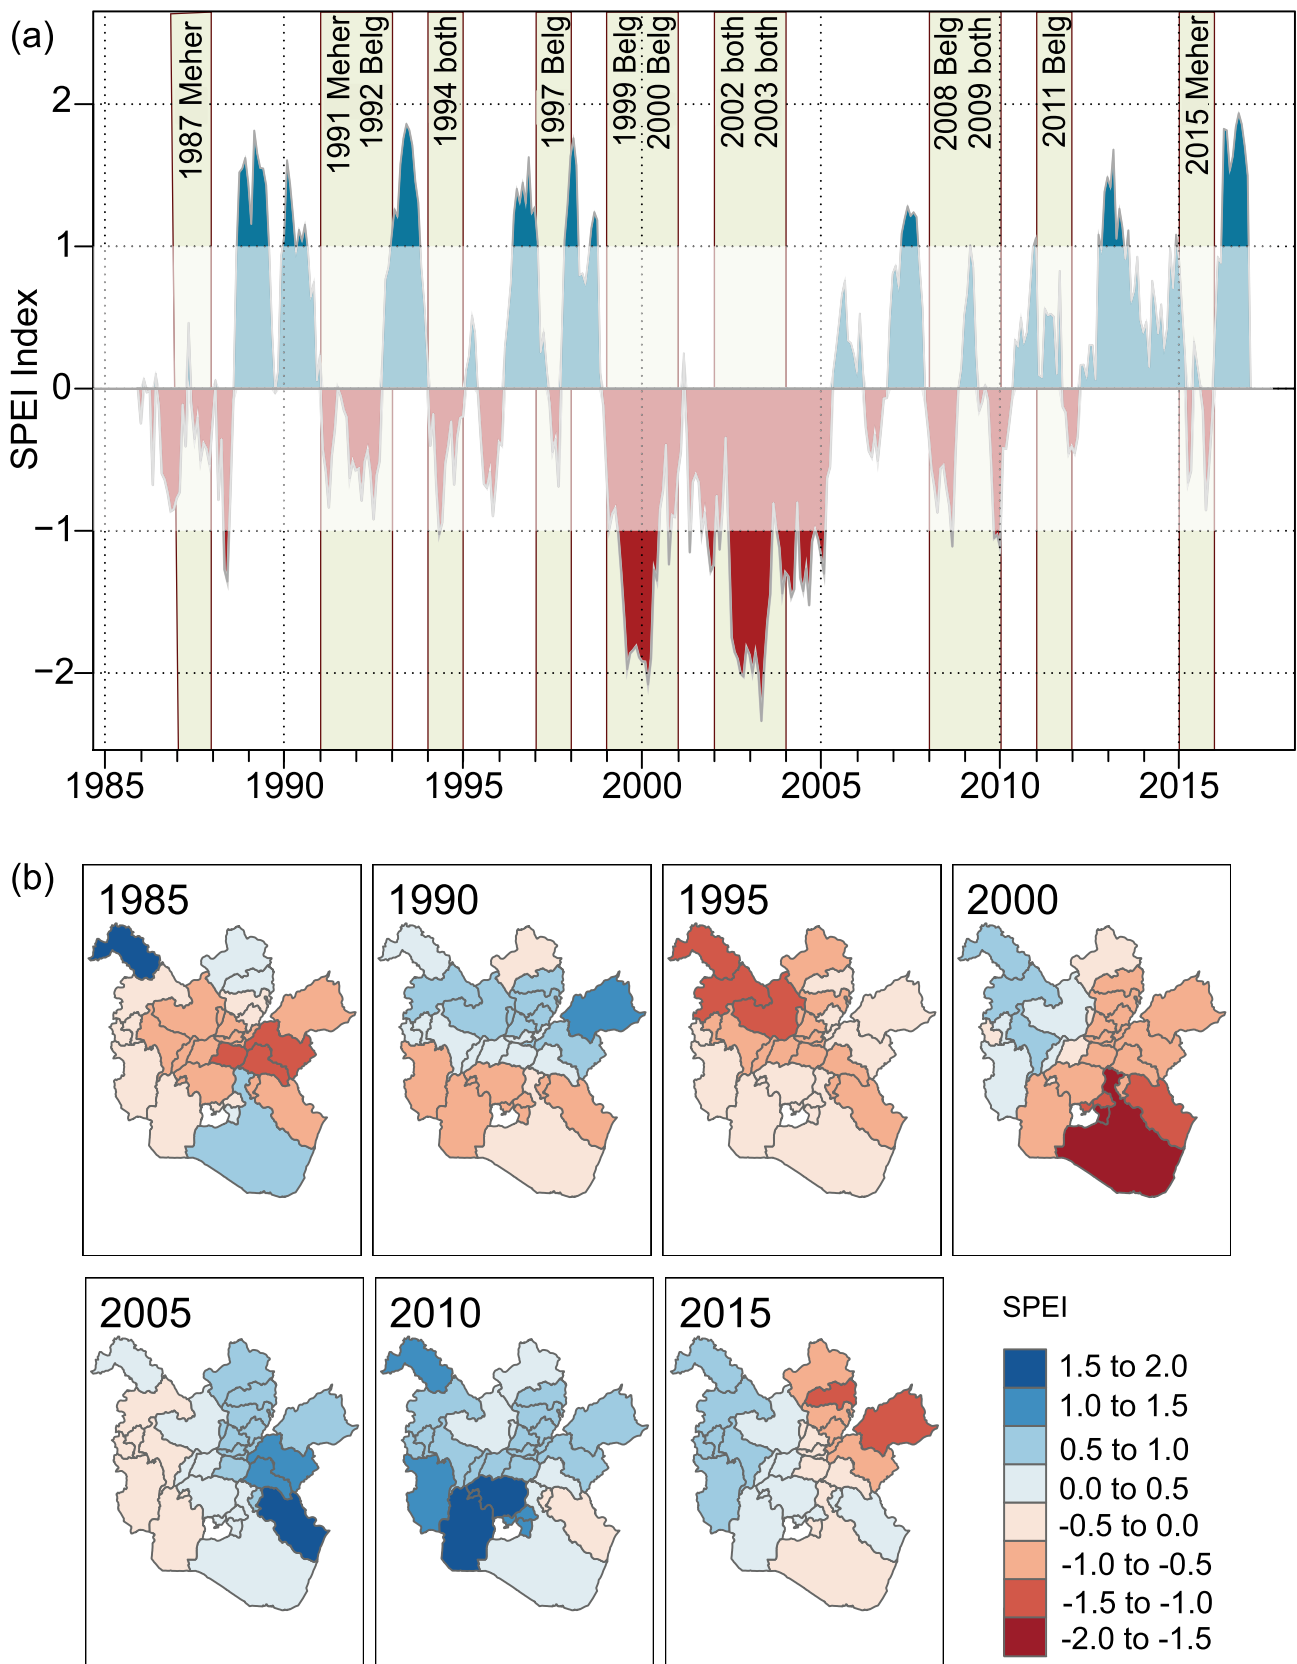 (a)
1987 Meher
1991 Meher
1992 Belg
1994 both
1997 Belg
1999 Belg
2000 Belg
2002 both
2003 both
2008 Belg
2009 both
2011 Belg
2015 Meher
SPEI Index
2
1
0
−1
−2
1985
1990
1995
2000
2005
2010
2015
(b)
1985
1990
1995
2000
2005
2010
2015
SPEI
1.5 to 2.0
1.0 to 1.5
0.5 to 1.0
0.0 to 0.5
-0.5 to 0.0
-1.0 to -0.5
-1.5 to -1.0
-2.0 to -1.5